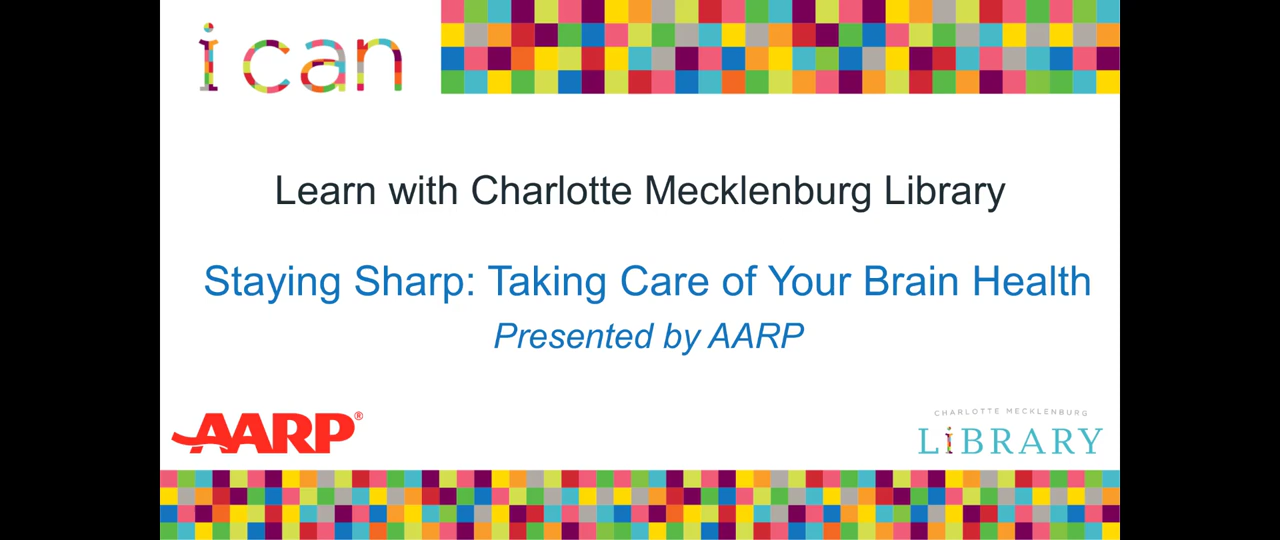 i can
Learn with Charlotte Mecklenburg Library
Staying Sharp: Taking Care of Your Brain Health
Presented by AARP
AARP®
CHARLOTTE MECKLENBURG
LiBRARY